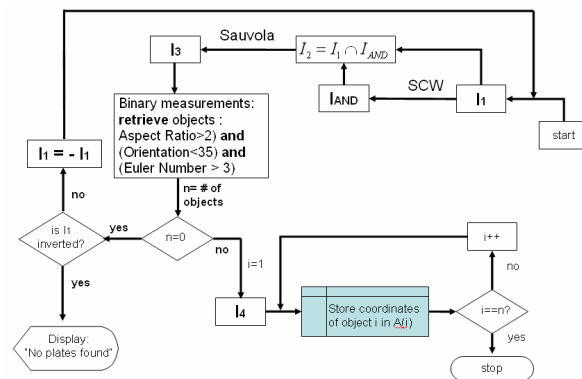 Sauvola
I3
I2 = I1 ∩ IAND
SCW
IAND
I1
start
Binary measurements:
retrieve objects :
Aspect Ratio>2) and
(Orientation<35) and
(Euler Number > 3)
I1 = - I1
no
n= # of
objects
is I1
inverted?
yes
n=0
no
i=1
yes
I4
i++
no
Store coordinates
of object i in A(i)
i==n?
yes
stop
Display:
"No plates found"